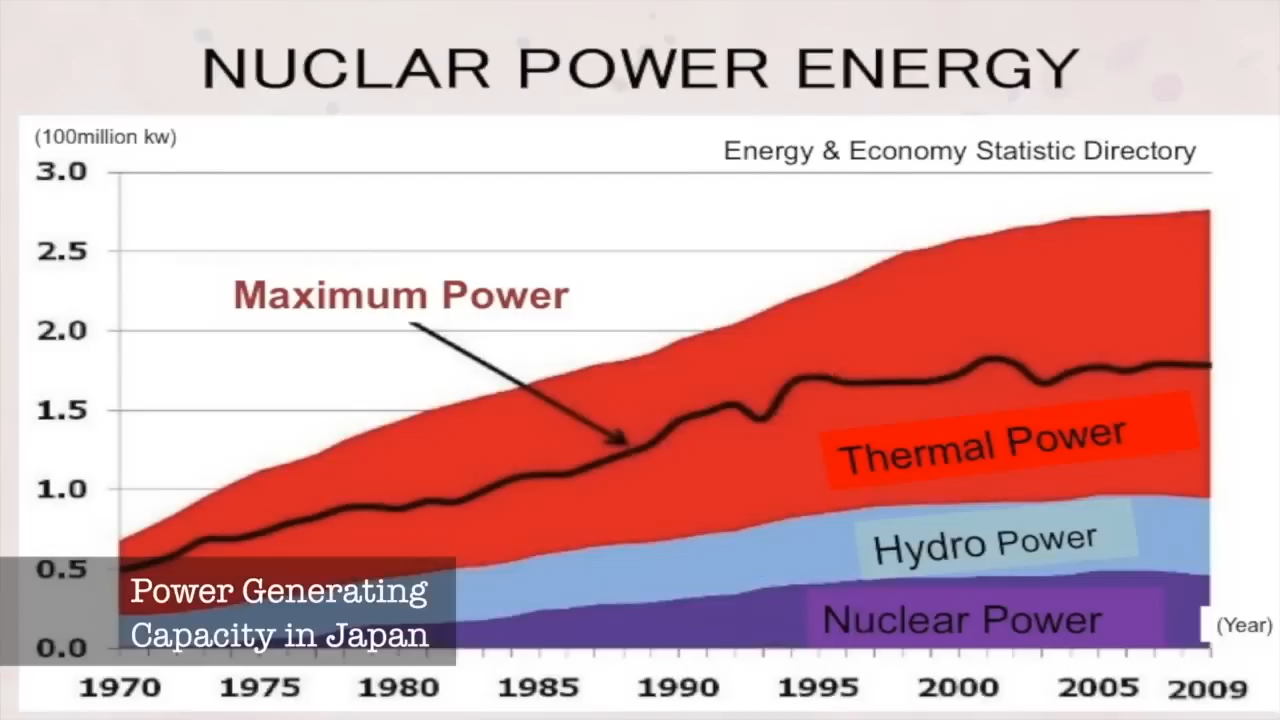 NUCLAR POWER ENERGY
(100million kw)
Energy & Economy Statistic Directory
3.0
2.5
Maximum Power
2.0
1.5
Thermal Power
1.0
Hydro Power
0.5
Power Generating
Capacity in Japan
Nuclear Power
(Year)
0.0
1970 1975 1980 1985 1990 1995 2000 2005 2009